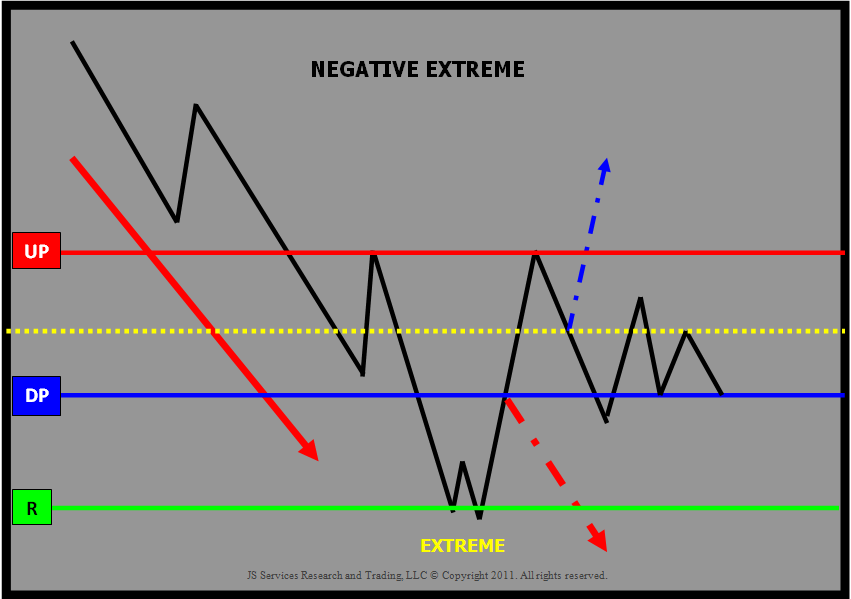 NEGATIVE EXTREME
UP
DP
R
EXTREME
JS Services Research and Trading, LLC © Copyright 2011. All rights reserved.